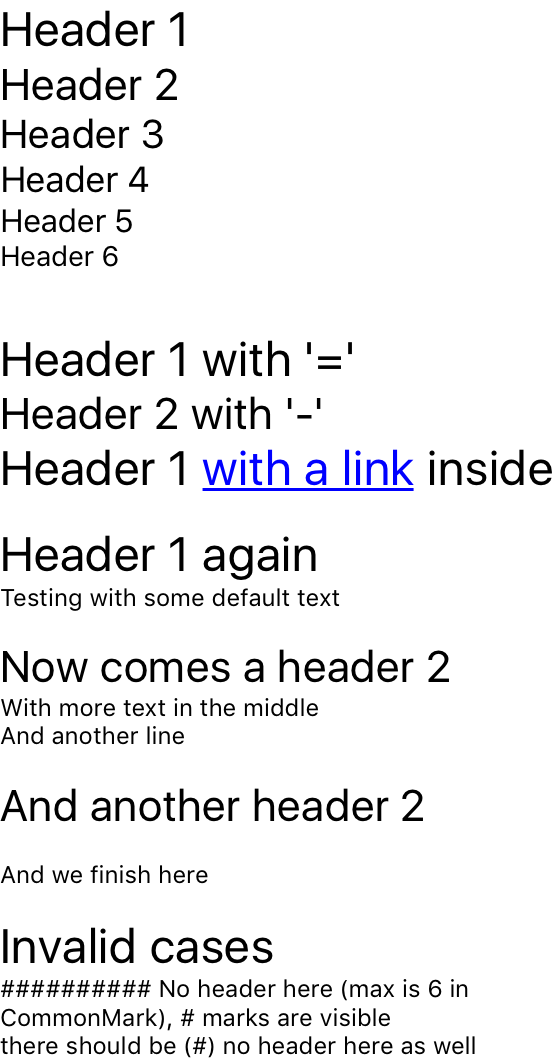 Header 1
Header 2
Header 3
Header 4
Header 5
Header 6
Header 1 with '='
Header 2 with '-'
Header 1 with a link inside
Header 1 again
Testing with some default text
Now comes a header 2
With more text in the middle
And another line
And another header 2
And we finish here
Invalid cases
########## No header here (max is 6 in
CommonMark), # marks are visible
there should be (#) no header here as well